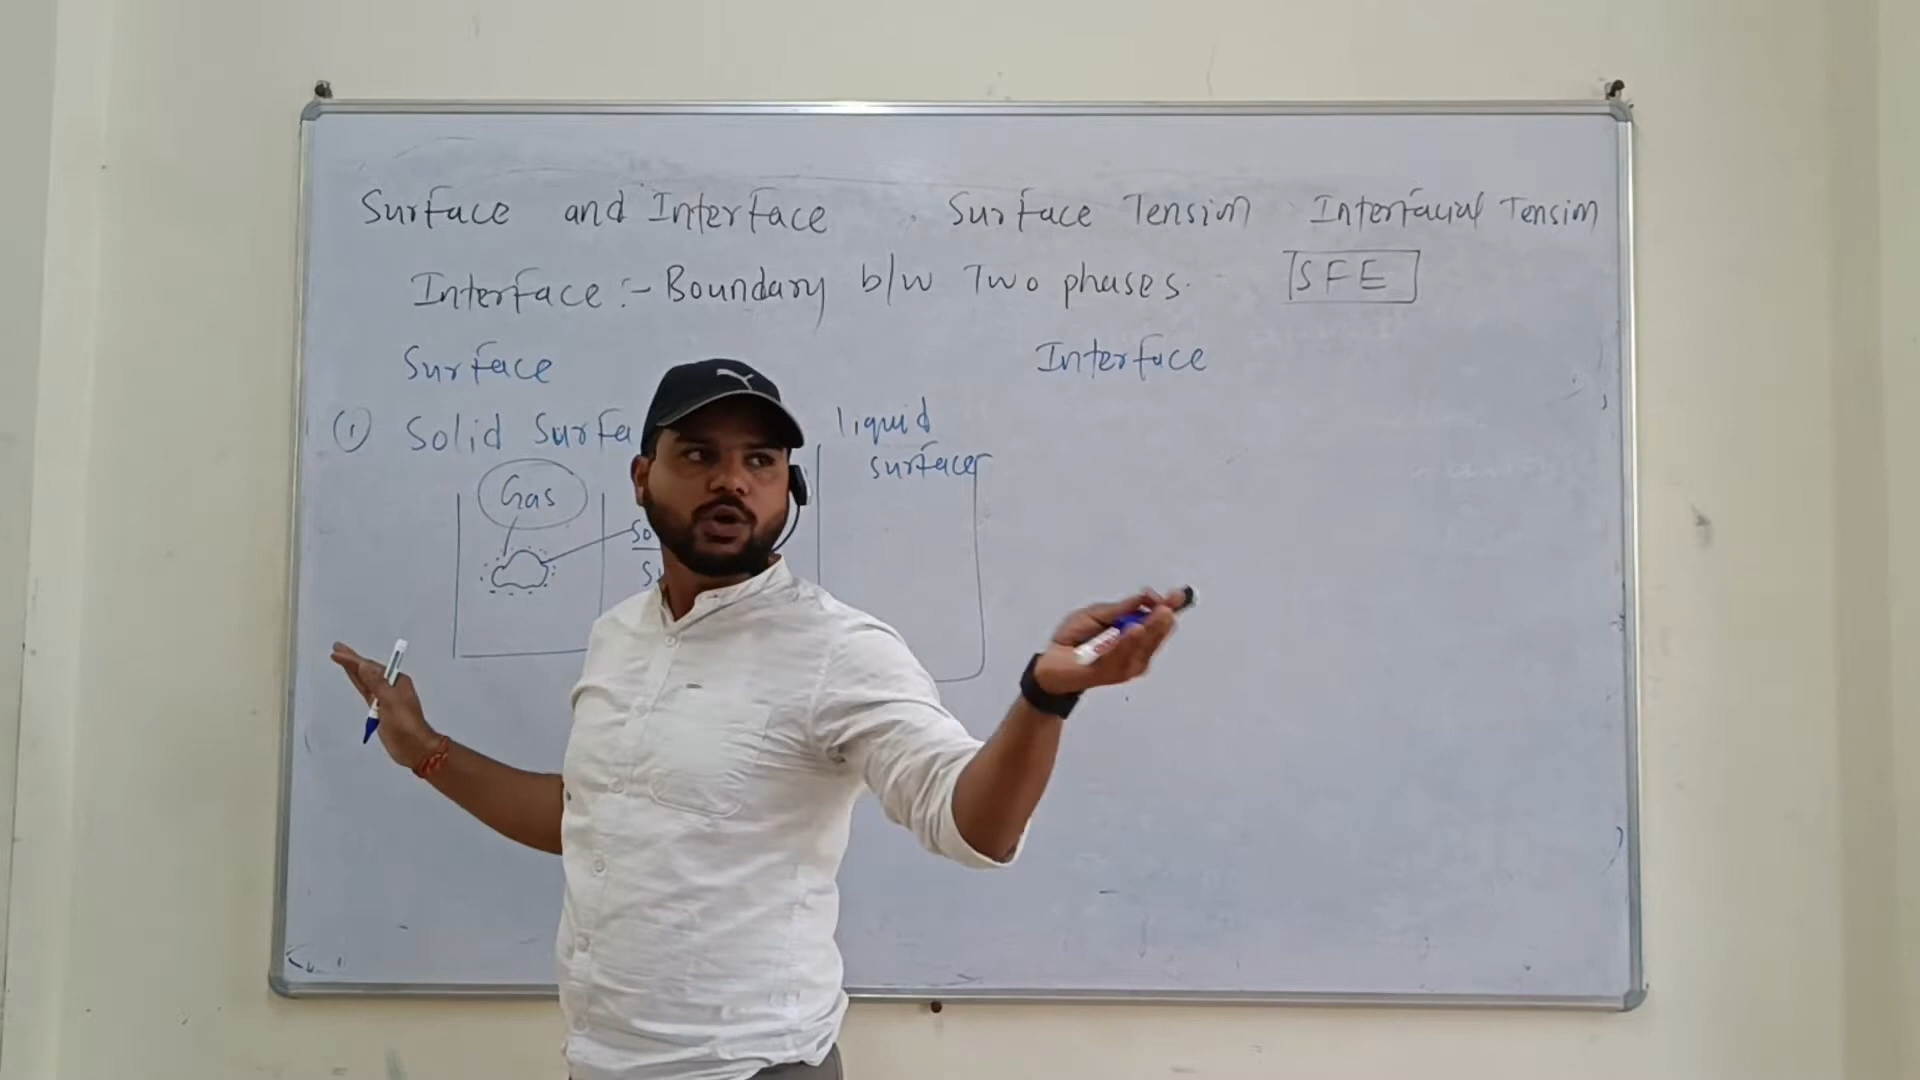 Surface and Interface Surface Tension Interfacial Tension
Interface :- Boundary b/w Two phases.
SFE
Surface
Interface
① Solid Surfa
liquid
surface
Gas
So